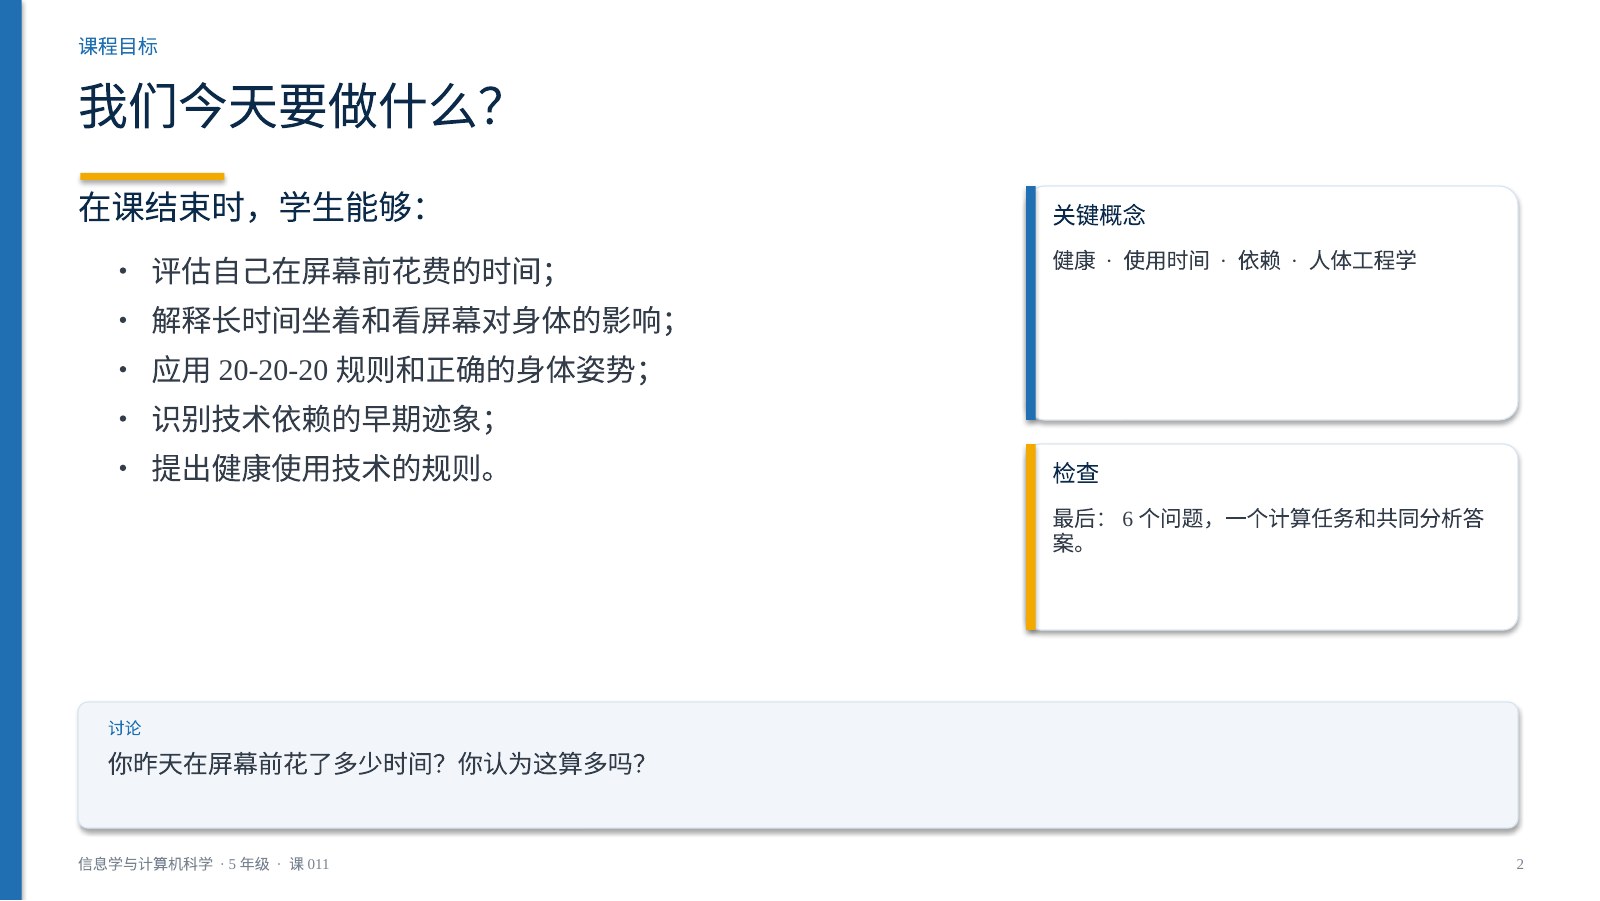 课程目标
我们今天要做什么？
在课结束时，学生能够：
• 评估自己在屏幕前花费的时间；
• 解释长时间坐着和看屏幕对身体的影响；
• 应用 20-20-20 规则和正确的身体姿势；
• 识别技术依赖的早期迹象；
• 提出健康使用技术的规则。
关键概念
健康 · 使用时间 · 依赖 · 人体工程学
检查
最后： 6 个问题，一个计算任务和共同分析答
案。
讨论
你昨天在屏幕前花了多少时间？你认为这算多吗？
信息学与计算机科学 · 5 年级 · 课 011
2